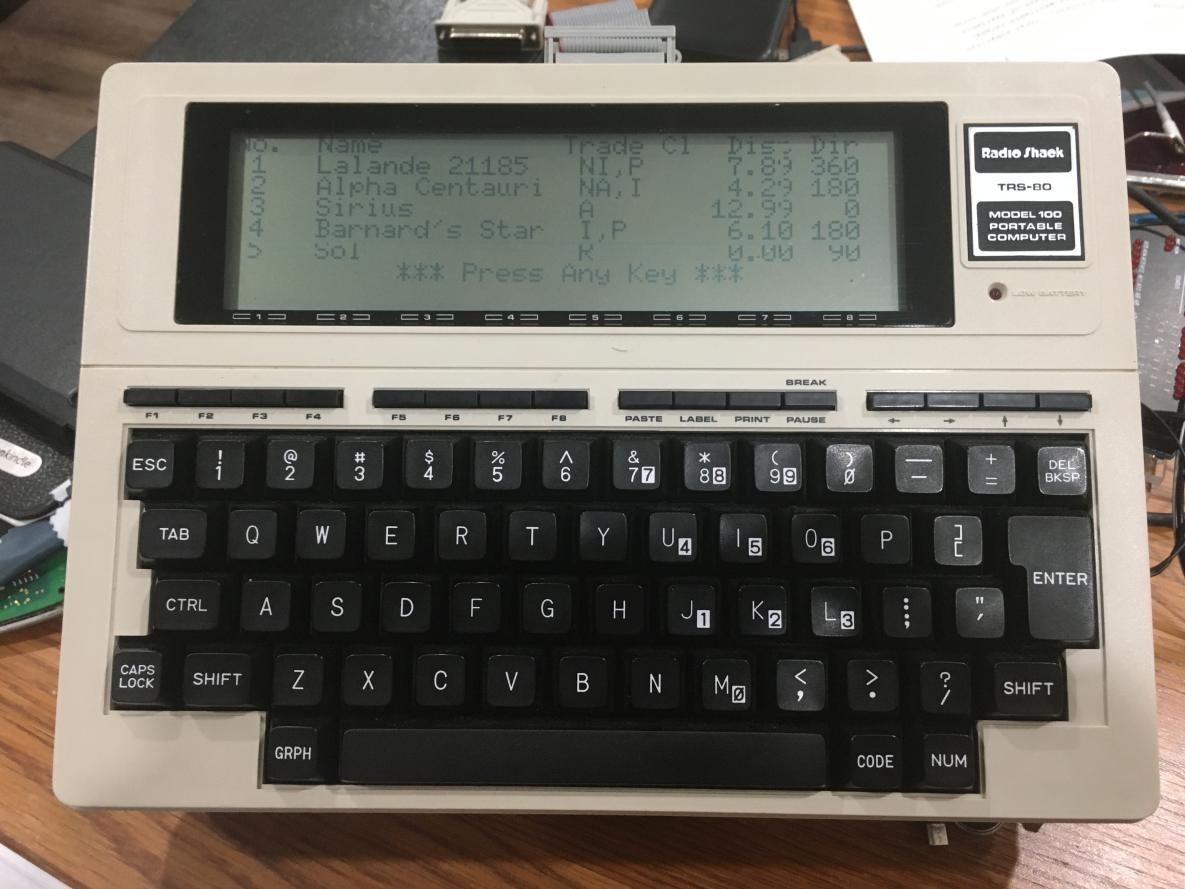 No. Name Trade Cl Dist Dir
1 Lalande 21185 NI,P 7.89 360
2 Alpha Centauri NA,I 4.29 180
3 Sirius A 12.99 0
4 Barnard's Star I,P 6.10 180
5 Sol R 0.00 90
*** Press Any Key ***
Radio Shack
TRS-80
MODEL 100
PORTABLE
COMPUTER
LOW BATTERY
1 2 3 4 5 6 7 8
BREAK
F1 F2 F3 F4 F5 F6 F7 F8 PASTE LABEL PRINT PAUSE ← → ↑ ↓
ESC ! 1 @ 2 # 3 $ 4 % 5 ^ 6 & 7 7 * 8 8 ( 9 9 ) 0 — - + = DEL BKSP
TAB Q W E R T Y U 4 I 5 O 6 P ] [ ENTER
CTRL A S D F G H J 1 K 2 L 3 : ; " '
CAPS LOCK SHIFT Z X C V B N M 0 < , > . ? / SHIFT
GRPH CODE NUM
kindle